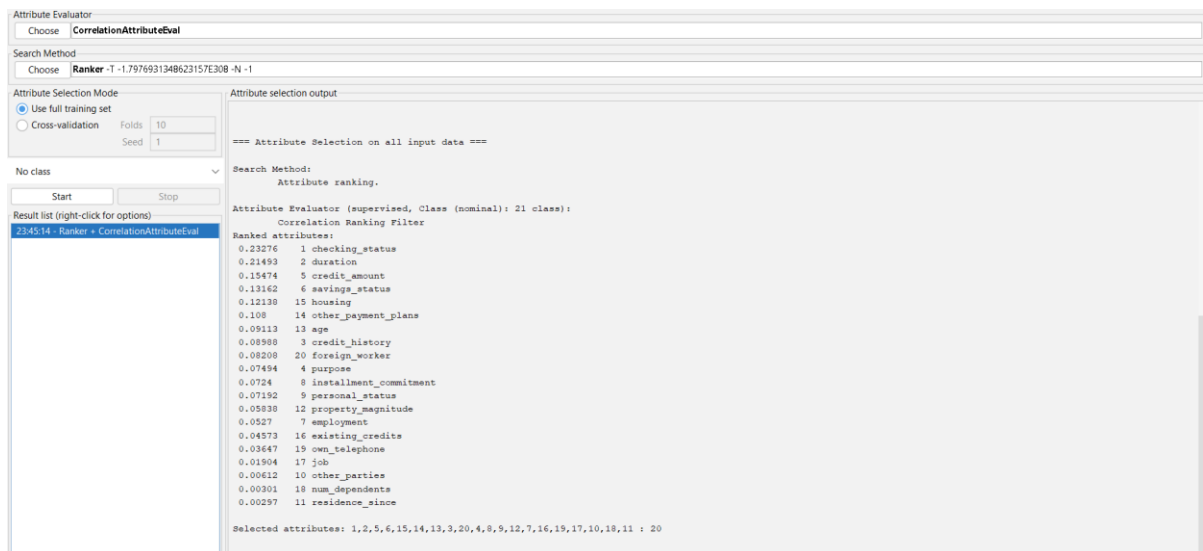 Attribute Evaluator
Choose CorrelationAttributeEval
Search Method
Choose Ranker -T -1.7976931348623157E308 -N -1
Attribute Selection Mode
Use full training set
Cross-validation Folds 10
Seed 1
No class
Start Stop
Result list (right-click for options)
23:45:14 - Ranker + CorrelationAttributeEval
Attribute selection output
=== Attribute Selection on all input data ===
Search Method:
Attribute ranking.
Attribute Evaluator (supervised, Class (nominal): 21 class):
Correlation Ranking Filter
Ranked attributes:
0.23276 1 checking_status
0.21493 2 duration
0.15474 5 credit_amount
0.13162 6 savings_status
0.12138 15 housing
0.108 14 other_payment_plans
0.09113 13 age
0.08988 3 credit_history
0.08208 20 foreign_worker
0.07494 4 purpose
0.0724 8 installment_commitment
0.07192 9 personal_status
0.05838 12 property_magnitude
0.0527 7 employment
0.04573 16 existing_credits
0.03647 19 own_telephone
0.01904 17 job
0.00612 10 other_parties
0.00301 18 num_dependents
0.00297 11 residence_since
Selected attributes: 1,2,5,6,15,14,13,3,20,4,8,9,12,7,16,19,17,10,18,11 : 20